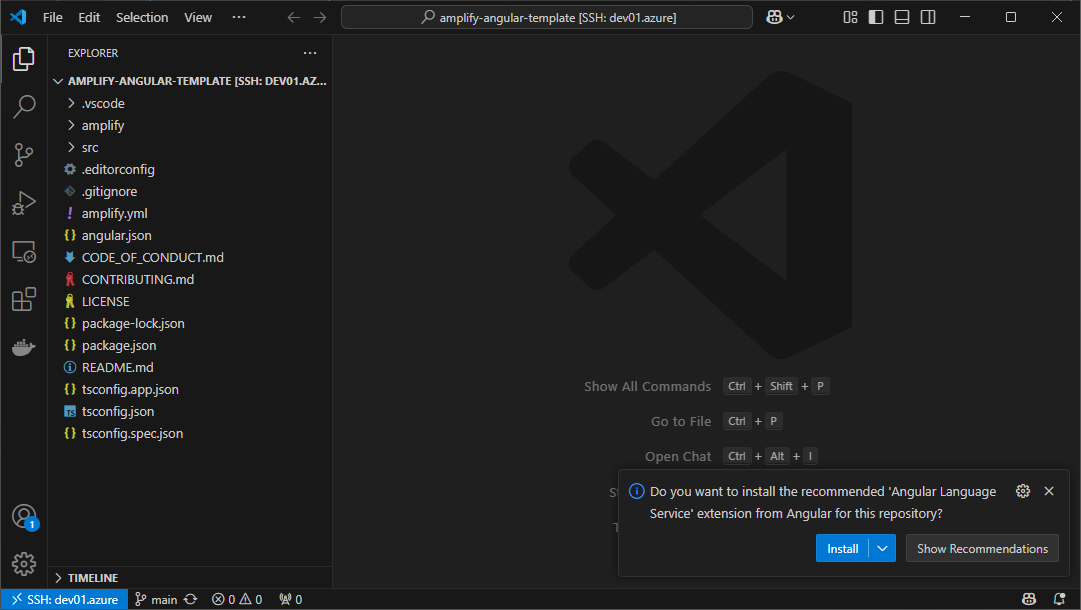 File Edit Selection View ··· amplify-angular-template [SSH: dev01.azure]
EXPLORER ···
AMPLIFY-ANGULAR-TEMPLATE [SSH: DEV01.AZ...
.vscode
amplify
src
.editorconfig
.gitignore
! amplify.yml
{} angular.json
CODE_OF_CONDUCT.md
CONTRIBUTING.md
LICENSE
{} package-lock.json
{} package.json
README.md
{} tsconfig.app.json
TS tsconfig.json
{} tsconfig.spec.json
Show All Commands Ctrl + Shift + P
Go to File Ctrl + P
Open Chat Ctrl + Alt + I
Do you want to install the recommended 'Angular Language
Service' extension from Angular for this repository?
Install Show Recommendations
1
TIMELINE
SSH: dev01.azure main 0 0 0